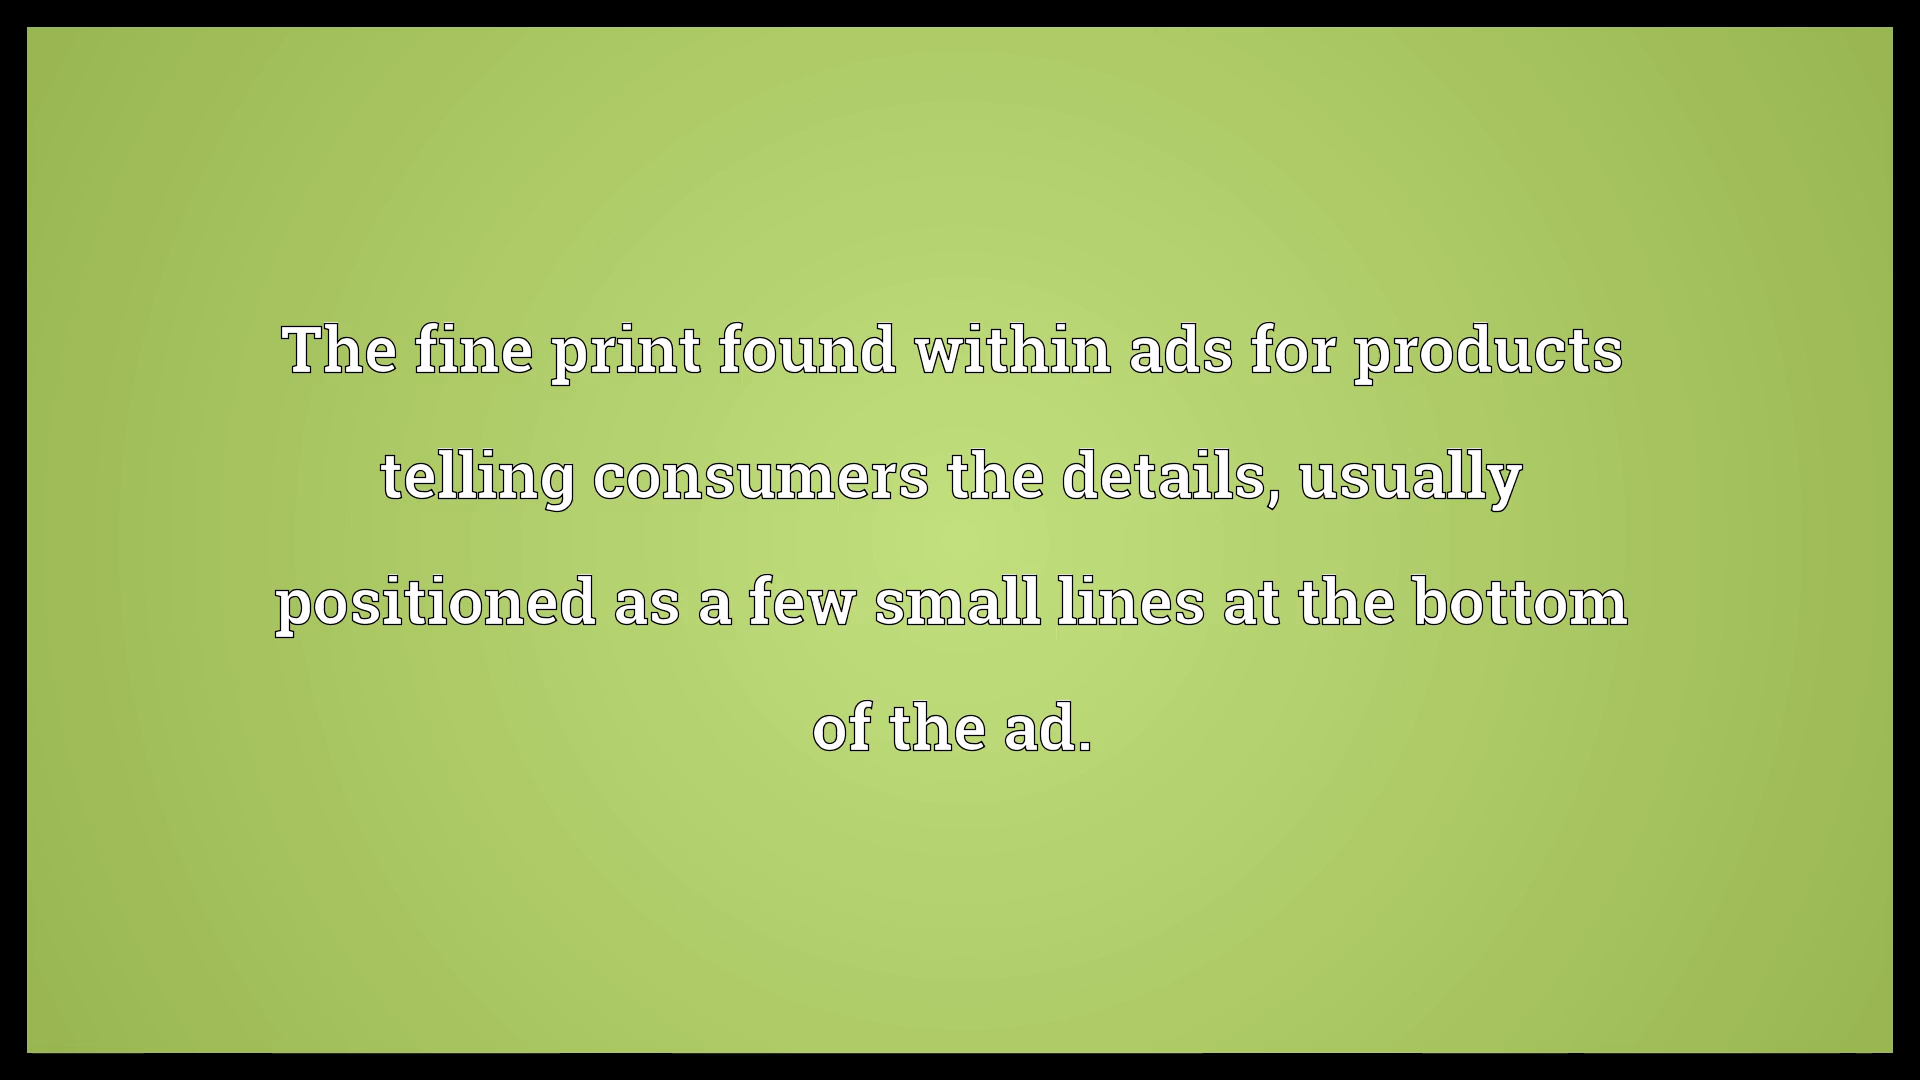 The fine print found within ads for products
telling consumers the details, usually
positioned as a few small lines at the bottom
of the ad.